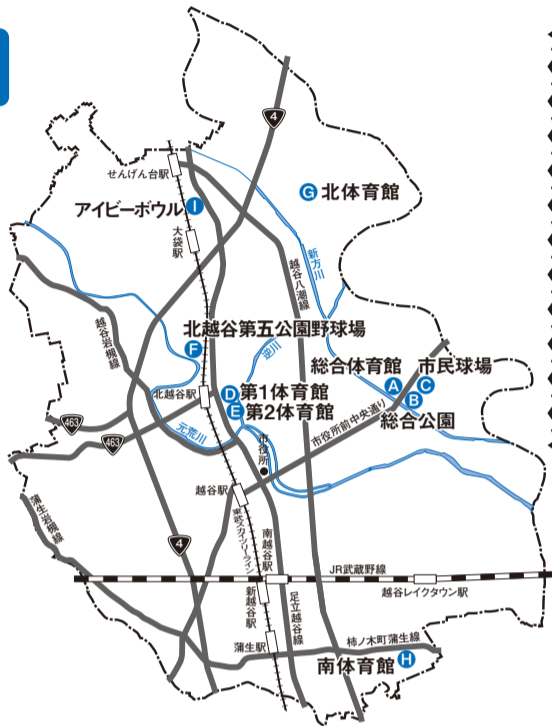 4
せんげん台駅
G 北体育館
アイビーボウル I
大袋駅
新方川
越谷八潮線
越谷岩槻線
北越谷第五公園野球場
F
逆川
総合体育館 市民球場
A C
B
総合公園
北越谷駅
D 第1体育館
E 第2体育館
463
463
元荒川
市役所
市役所前中央通り
越谷駅
蒲生岩槻線
4
東武スカイツリーライン
南越谷駅
JR武蔵野線
新越谷駅
足立越谷線
越谷レイクタウン駅
蒲生駅
柿ノ木町蒲生線
南体育館 H